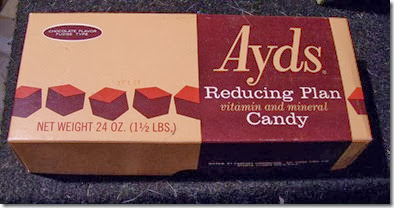 CHOCOLATE FLAVOR
FUDGE TYPE
Ayds®
Reducing Plan
vitamin and mineral
Candy
NET WEIGHT 24 OZ. (1½ LBS.)